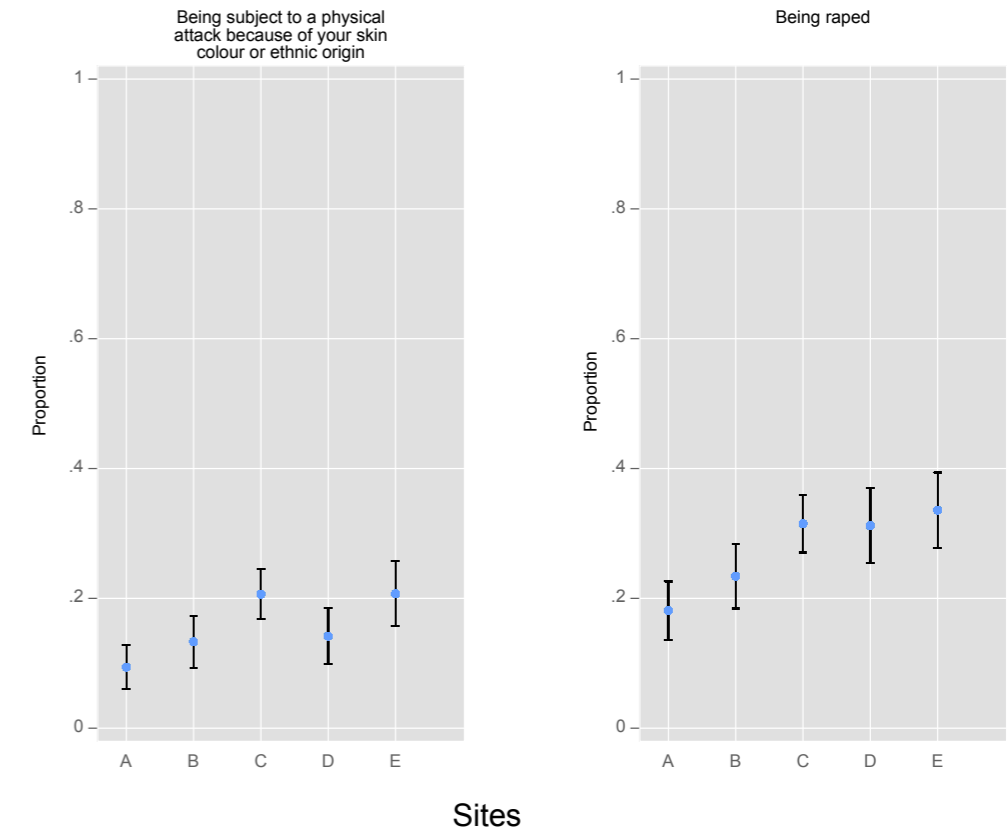 Being subject to a physical
attack because of your skin
colour or ethnic origin
1
.8
.6
.4
.2
0
Proportion
A B C D E
Being raped
1
.8
.6
.4
.2
0
Proportion
A B C D E
Sites